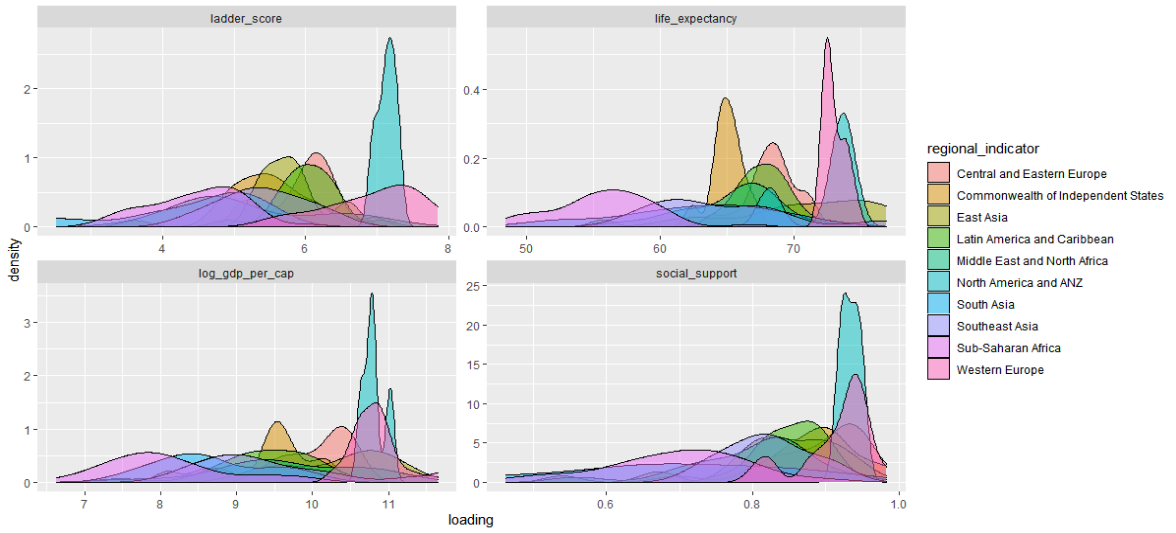 ladder_score
life_expectancy
2
1
0
4
6
8
0.4
0.2
0.0
50
60
70
density
log_gdp_per_cap
social_support
3
2
1
0
7
8
9
10
11
25
20
15
10
5
0
0.6
0.8
1.0
loading
regional_indicator
Central and Eastern Europe
Commonwealth of Independent States
East Asia
Latin America and Caribbean
Middle East and North Africa
North America and ANZ
South Asia
Southeast Asia
Sub-Saharan Africa
Western Europe